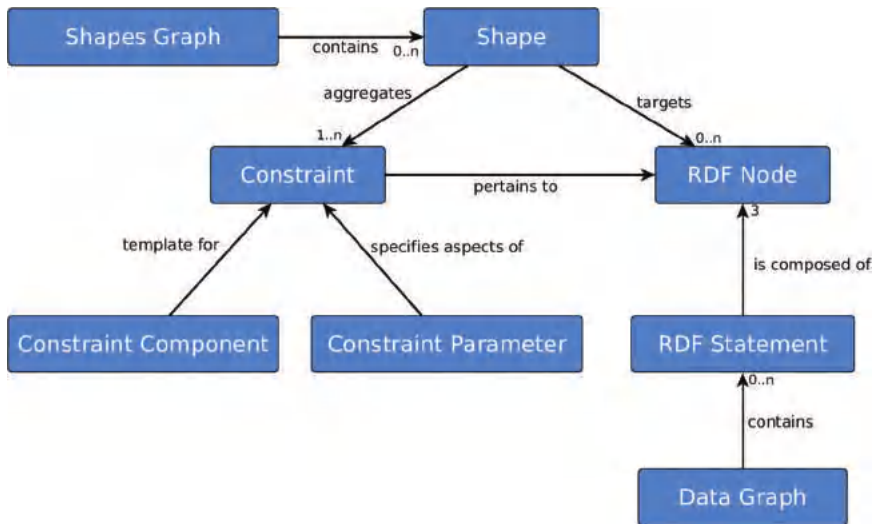 Shapes Graph
contains
0..n
Shape
aggregates
targets
1..n
0..n
Constraint
pertains to
RDF Node
3
template for
specifies aspects of
is composed of
Constraint Component
Constraint Parameter
RDF Statement
0..n
contains
Data Graph